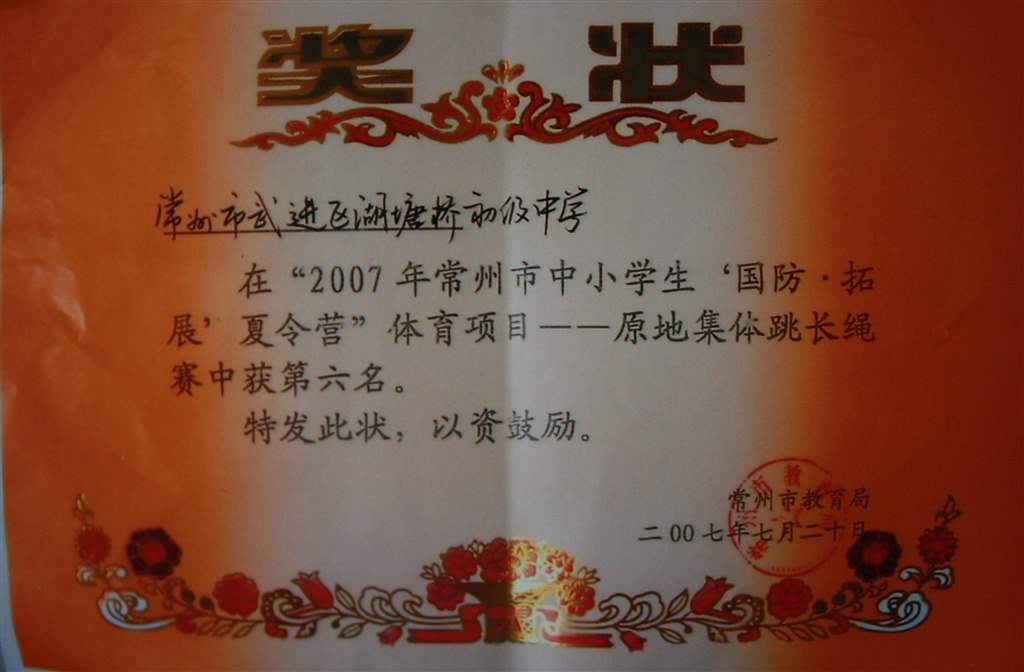 奖状
常州市武进区湖塘桥初级中学
在“2007年常州市中小学生‘国防·拓
展’夏令营”体育项目——原地集体跳长绳
赛中获第六名。
特发此状，以资鼓励。
常州市教育局
二00七年七月二十日